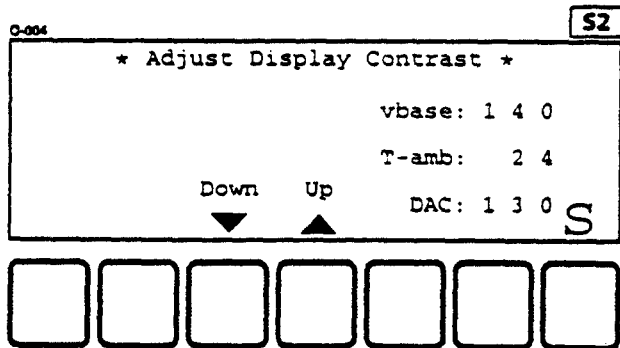 C-004
S2
* Adjust Display Contrast *
vbase: 1 4 0
T-amb: 2 4
Down Up
DAC: 1 3 0 S